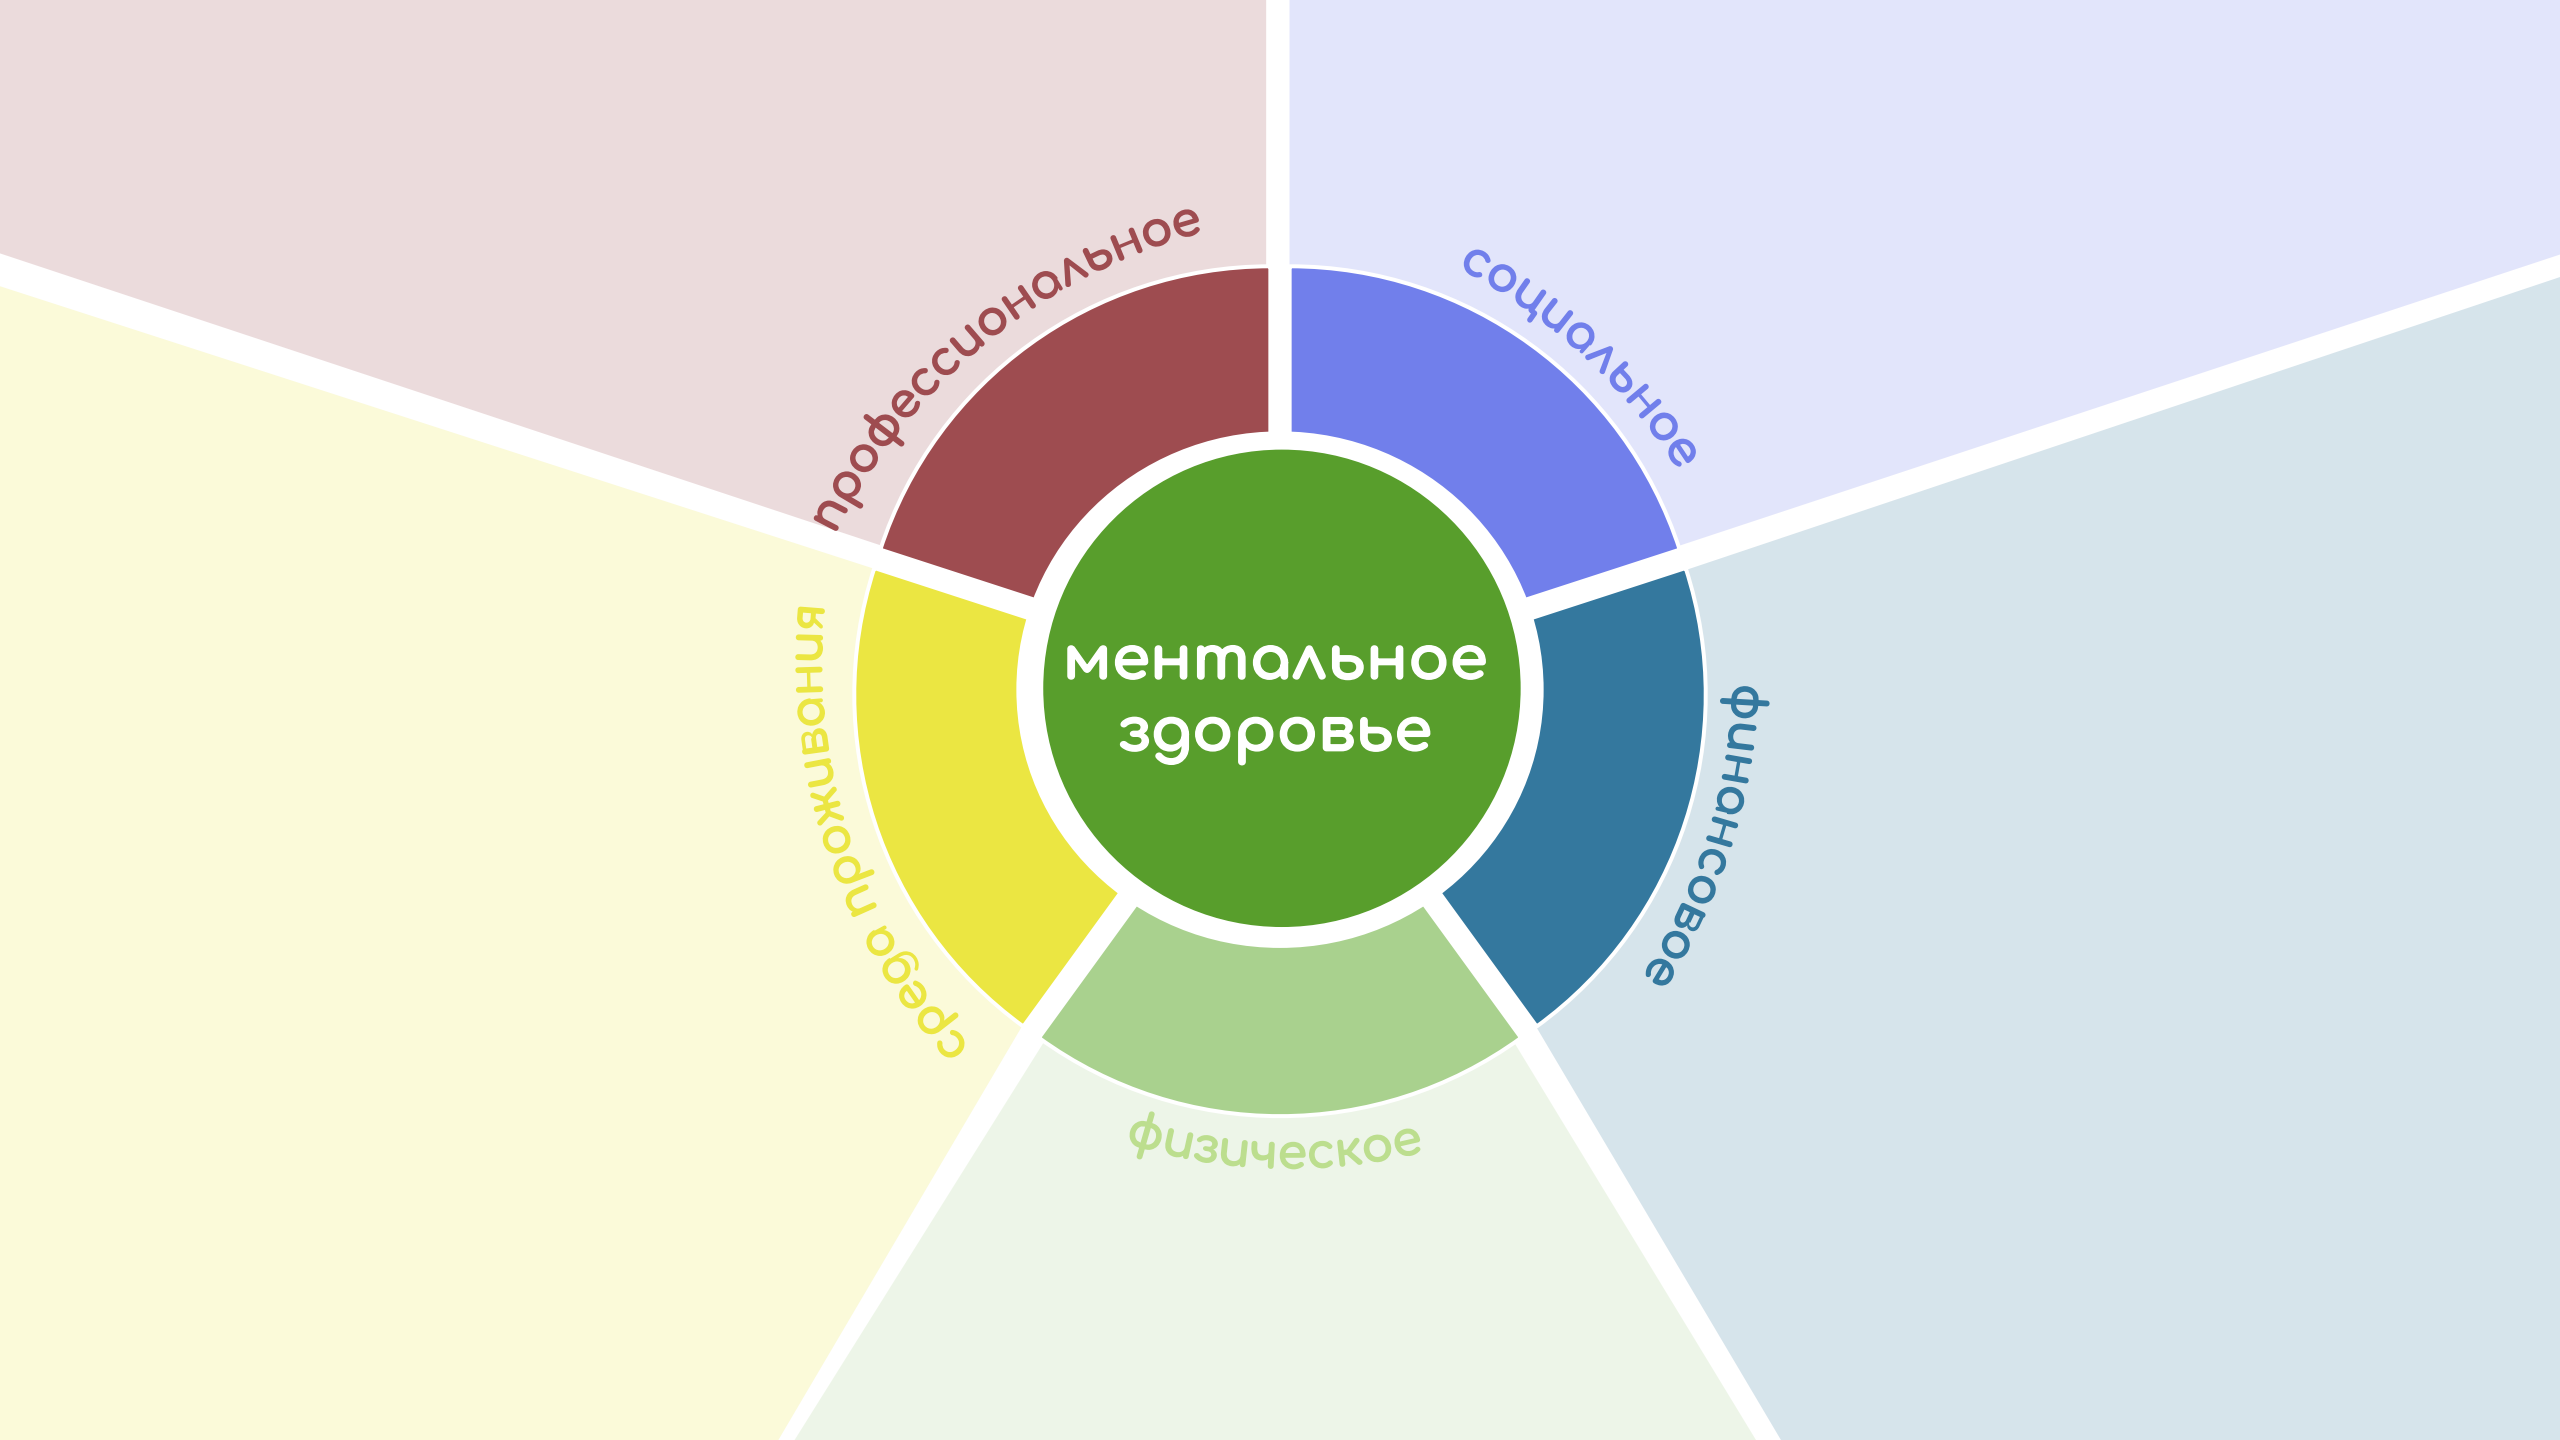 профессиональное
социальное
ментальное
здоровье
среда проживания
финансовое
физическое